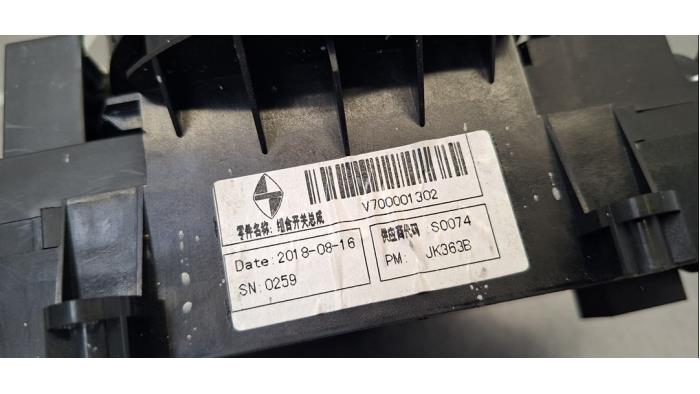 V700001302
零件名称: 组合开关总成
Date: 2018-08-16
SN: 0259
供应商代码 S0074
PM: JK363B